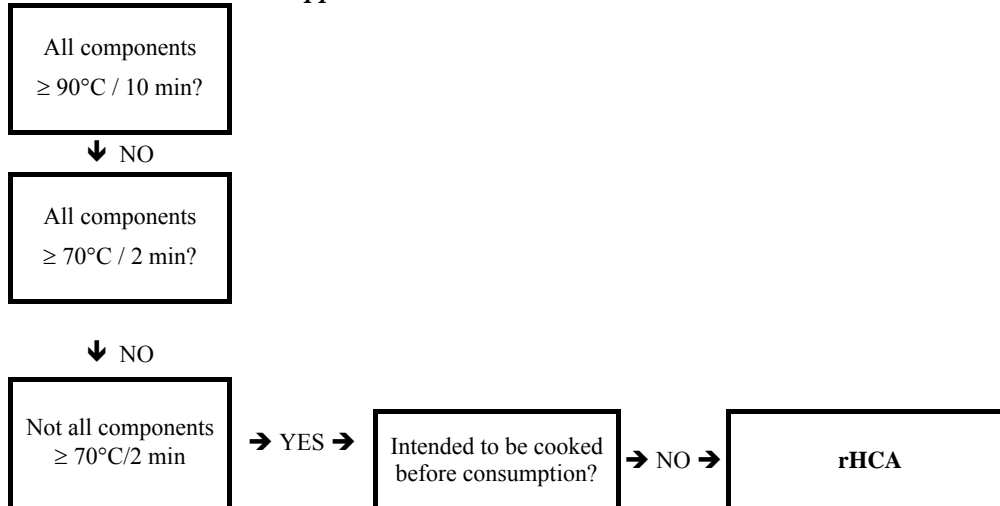 All components
≥ 90°C / 10 min?
🡻 NO
All components
≥ 70°C / 2 min?
🡻 NO
Not all components
≥ 70°C/2 min
➔ YES ➔
Intended to be cooked
before consumption?
➔ NO ➔
rHCA